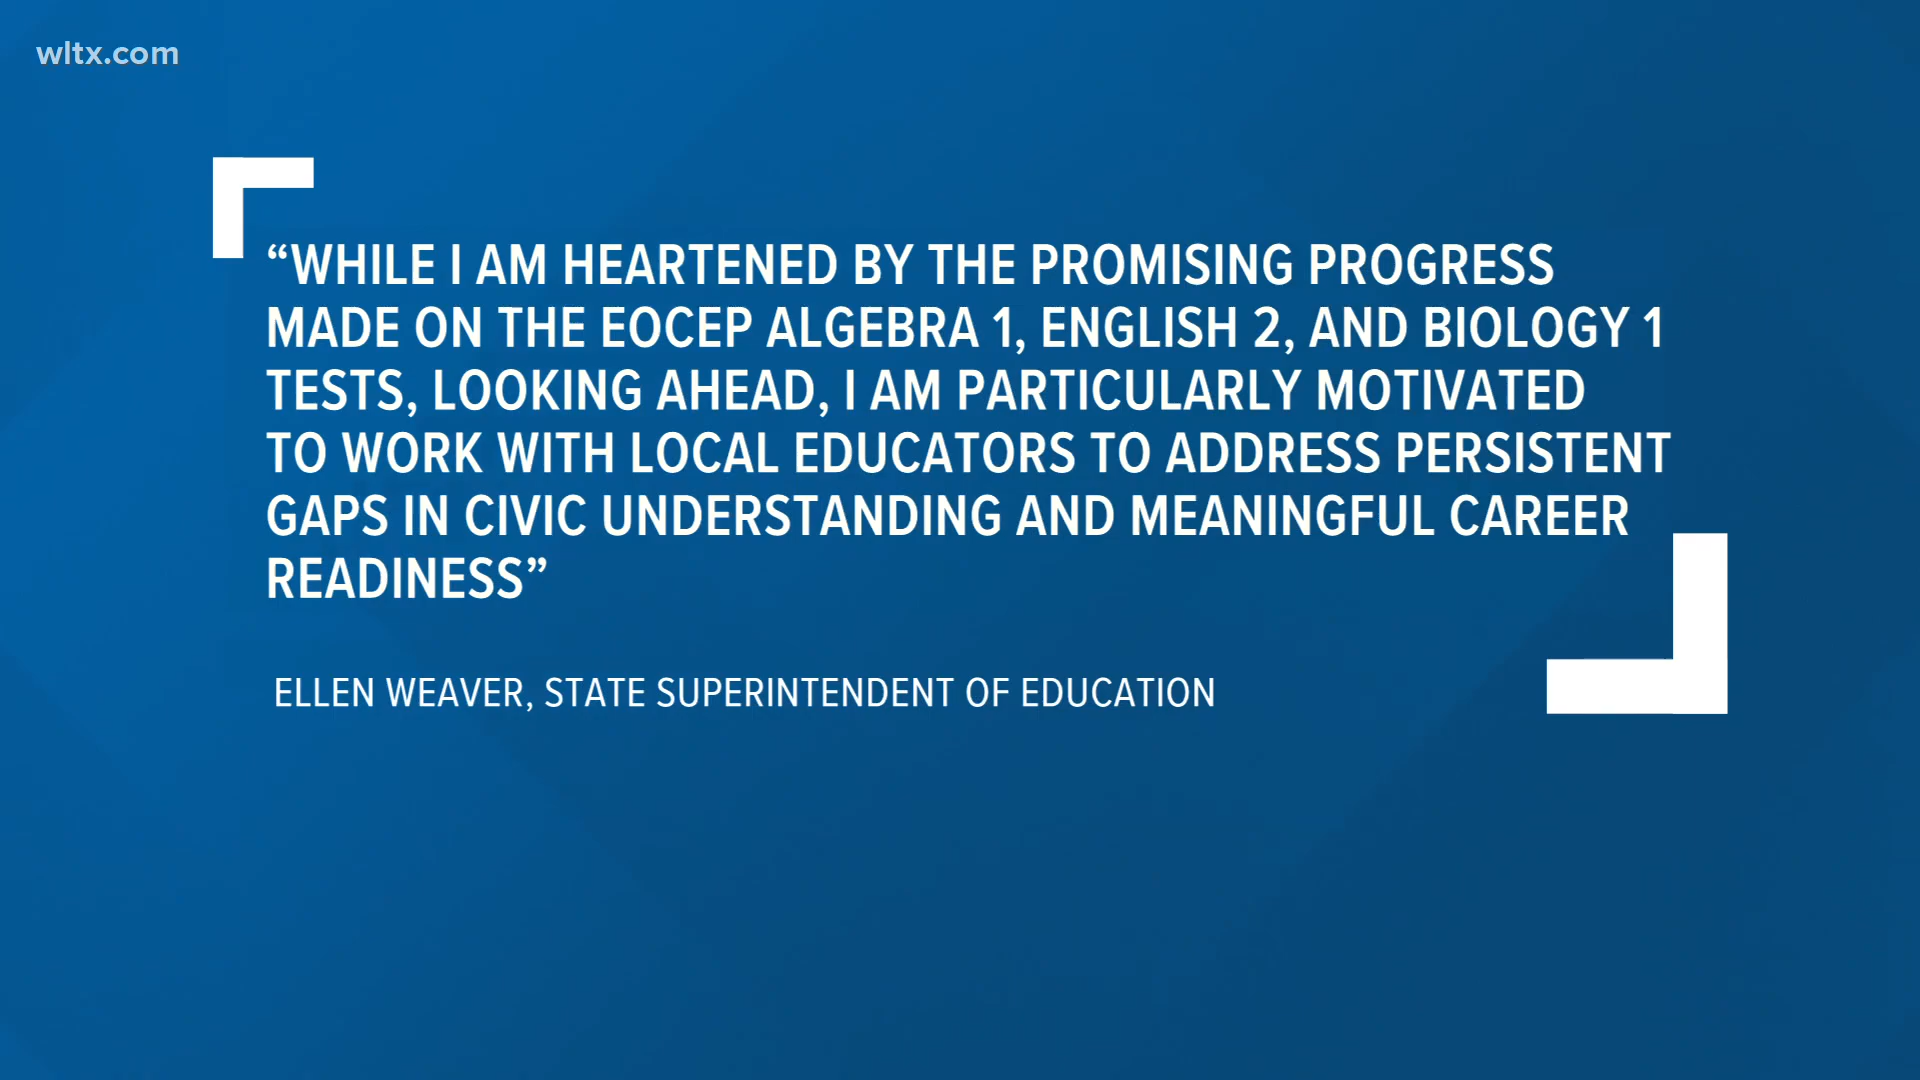 wltx.com
“WHILE I AM HEARTENED BY THE PROMISING PROGRESS
MADE ON THE EOCEP ALGEBRA 1, ENGLISH 2, AND BIOLOGY 1
TESTS, LOOKING AHEAD, I AM PARTICULARLY MOTIVATED
TO WORK WITH LOCAL EDUCATORS TO ADDRESS PERSISTENT
GAPS IN CIVIC UNDERSTANDING AND MEANINGFUL CAREER
READINESS”
ELLEN WEAVER, STATE SUPERINTENDENT OF EDUCATION